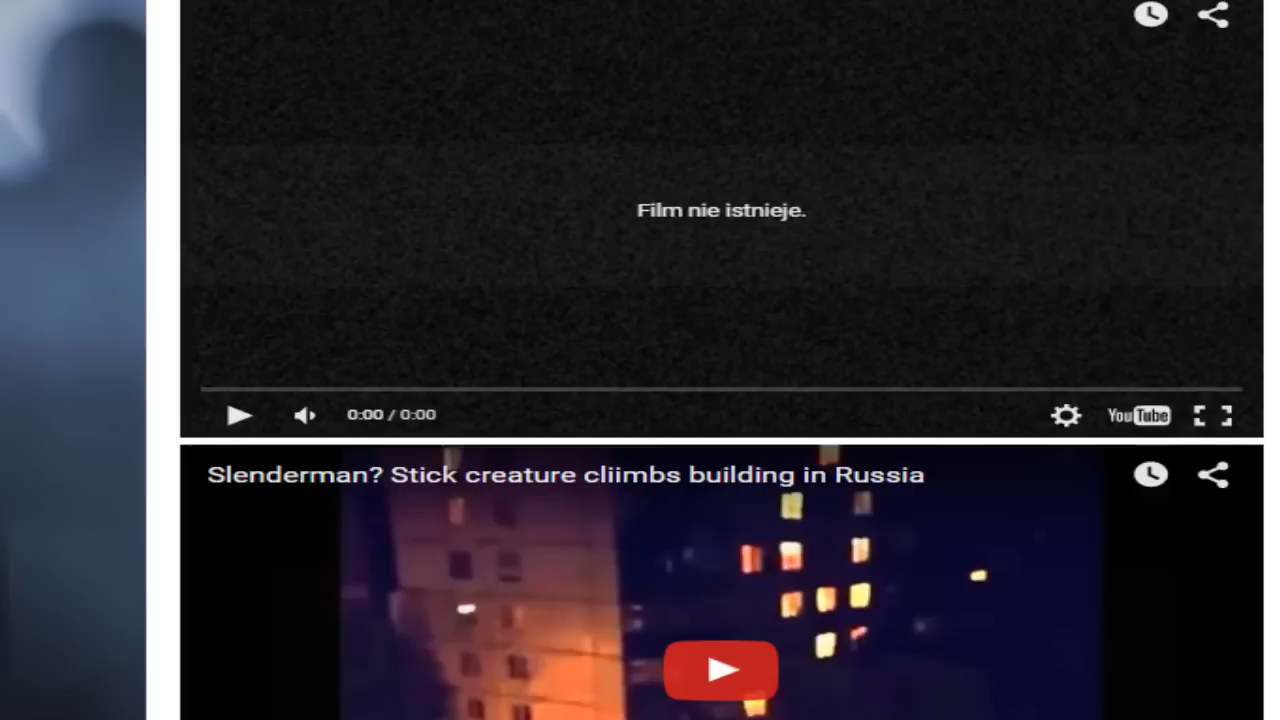 Film nie istnieje.
0:00 / 0:00
YouTube
Slenderman? Stick creature cliimbs building in Russia